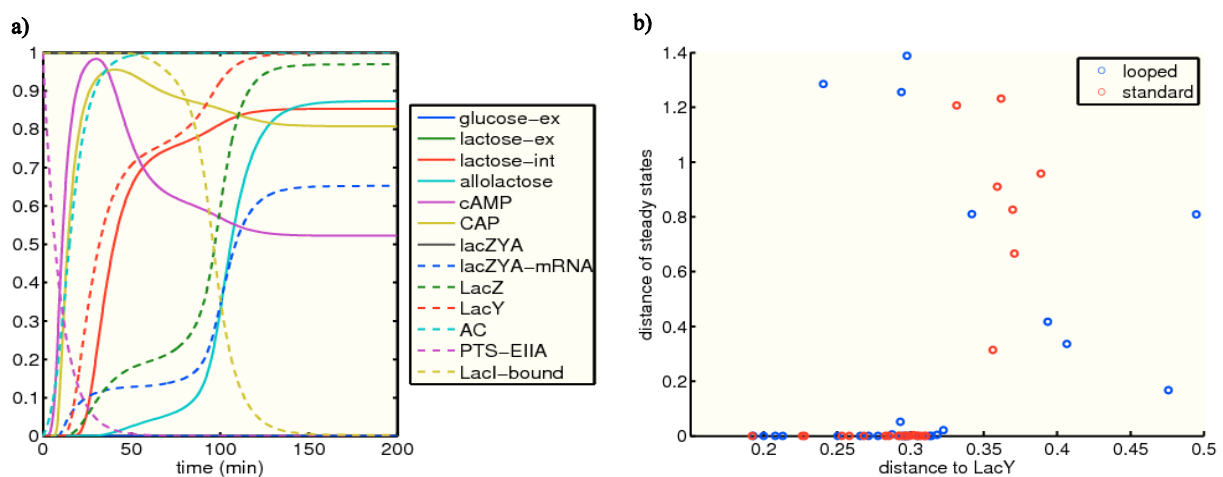 a)
1
0.9
0.8
0.7
0.6
0.5
0.4
0.3
0.2
0.1
0
0 50 100 150 200
time (min)
glucose-ex
lactose-ex
lactose-int
allolactose
cAMP
CAP
lacZYA
lacZYA-mRNA
LacZ
LacY
AC
PTS-EIIA
LacI-bound
b)
distance of steady states
1.4
1.2
1
0.8
0.6
0.4
0.2
0
0.2 0.25 0.3 0.35 0.4 0.45 0.5
distance to LacY
looped
standard